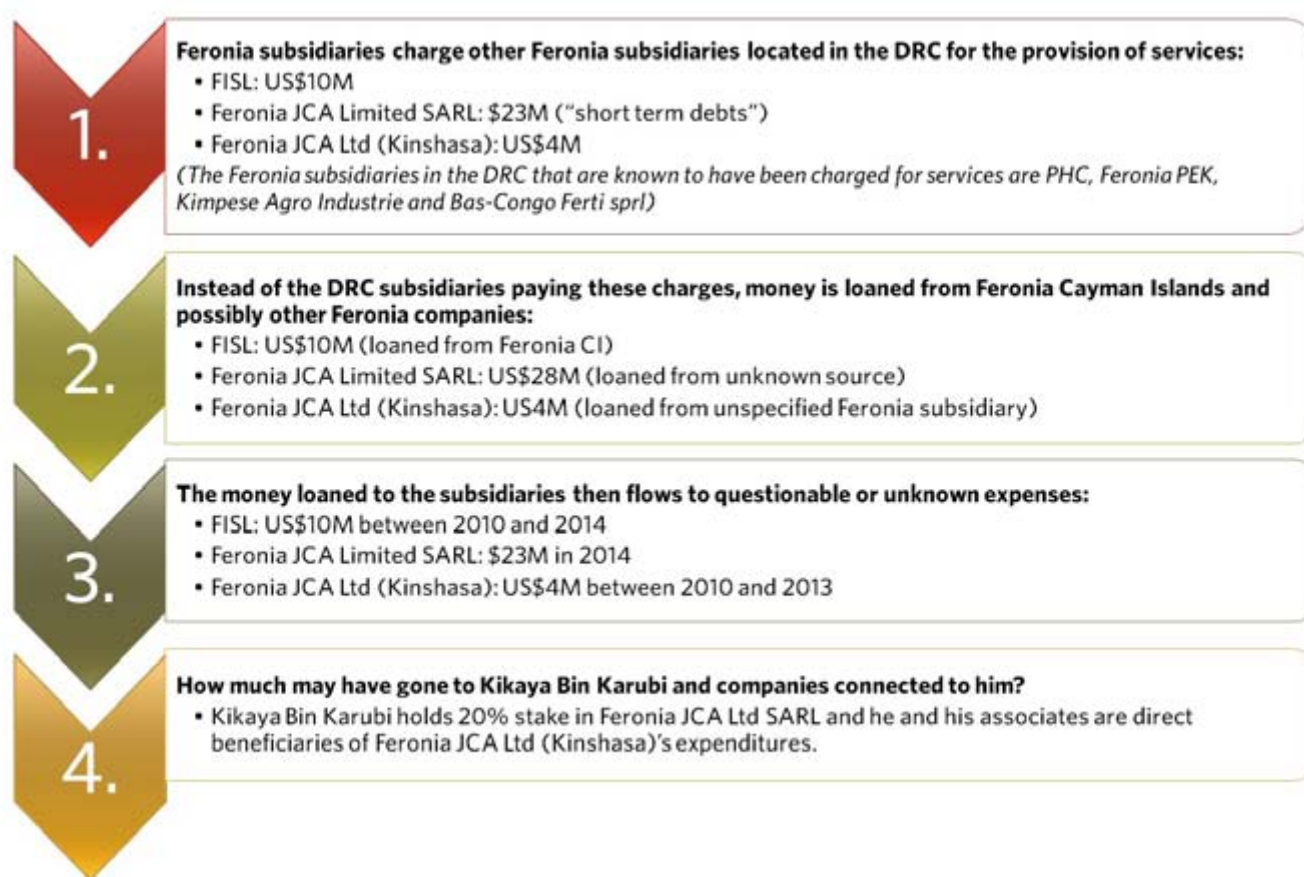 1.
Feronia subsidiaries charge other Feronia subsidiaries located in the DRC for the provision of services:
• FISL: US$10M
• Feronia JCA Limited SARL: $23M (“short term debts”)
• Feronia JCA Ltd (Kinshasa): US$4M
(The Feronia subsidiaries in the DRC that are known to have been charged for services are PHC, Feronia PEK,
Kimpese Agro Industrie and Bas-Congo Ferti sprl)
2.
Instead of the DRC subsidiaries paying these charges, money is loaned from Feronia Cayman Islands and
possibly other Feronia companies:
• FISL: US$10M (loaned from Feronia CI)
• Feronia JCA Limited SARL: US$28M (loaned from unknown source)
• Feronia JCA Ltd (Kinshasa): US4M (loaned from unspecified Feronia subsidiary)
3.
The money loaned to the subsidiaries then flows to questionable or unknown expenses:
• FISL: US$10M between 2010 and 2014
• Feronia JCA Limited SARL: $23M in 2014
• Feronia JCA Ltd (Kinshasa): US$4M between 2010 and 2013
4.
How much may have gone to Kikaya Bin Karubi and companies connected to him?
• Kikaya Bin Karubi holds 20% stake in Feronia JCA Ltd SARL and he and his associates are direct
beneficiaries of Feronia JCA Ltd (Kinshasa)’s expenditures.